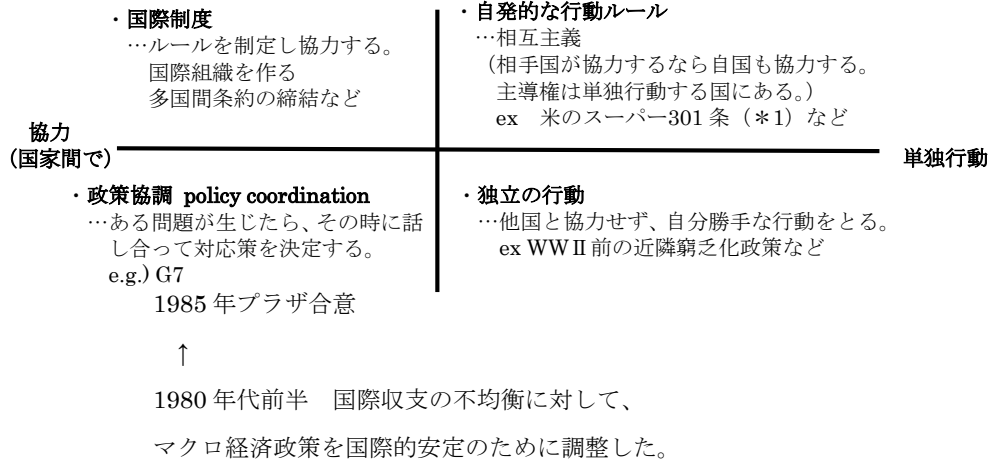 ・国際制度
…ルールを制定し協力する。
国際組織を作る
多国間条約の締結など
・自発的な行動ルール
…相互主義
（相手国が協力するなら自国も協力する。
主導権は単独行動する国にある。）
ex　米のスーパー301 条（＊1）など
協力
（国家間で）
単独行動
・政策協調 policy coordination
…ある問題が生じたら、その時に話
し合って対応策を決定する。
e.g.) G7
1985 年プラザ合意
↑
1980 年代前半　国際収支の不均衡に対して、
マクロ経済政策を国際的安定のために調整した。
・独立の行動
…他国と協力せず、自分勝手な行動をとる。
ex WWⅡ前の近隣窮乏化政策など